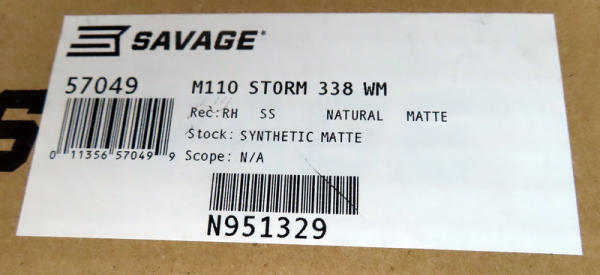 SAVAGE
57049
M110 STORM 338 WM
Rec: RH SS NATURAL MATTE
Stock: SYNTHETIC MATTE
0 11356 57049 9
Scope: N/A
N951329
S